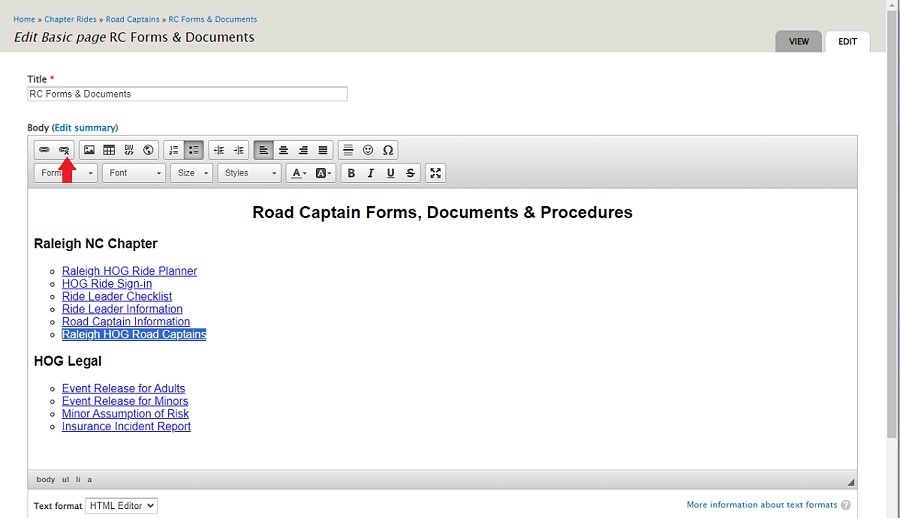 Home » Chapter Rides » Road Captains » RC Forms & Documents
Edit Basic page RC Forms & Documents
VIEW EDIT
Title *
RC Forms & Documents
Body (Edit summary)
Font Size Styles A A B I U S
Road Captain Forms, Documents & Procedures
Raleigh NC Chapter
Raleigh HOG Ride Planner
HOG Ride Sign-in
Ride Leader Checklist
Ride Leader Information
Road Captain Information
Raleigh HOG Road Captains
HOG Legal
Event Release for Adults
Event Release for Minors
Minor Assumption of Risk
Insurance Incident Report
body ul li a
Text format HTML Editor More information about text formats ?